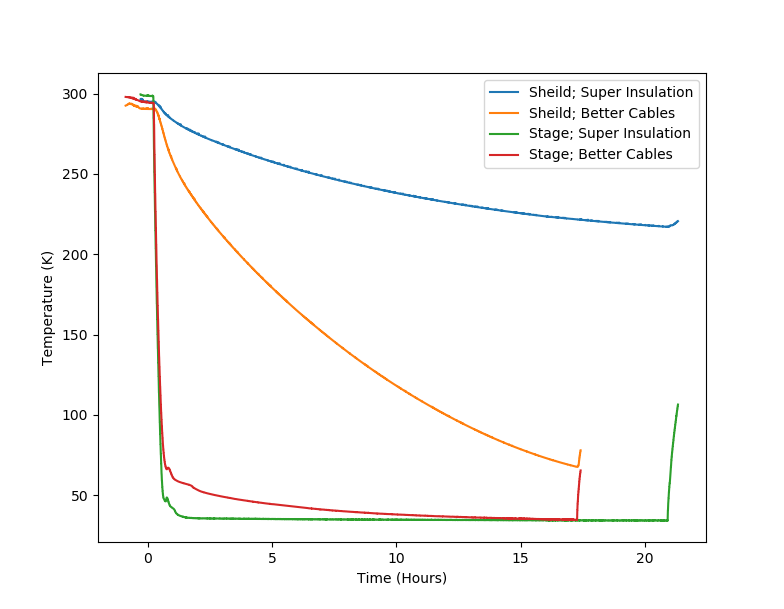 Sheild; Super Insulation
Sheild; Better Cables
Stage; Super Insulation
Stage; Better Cables
300
250
200
150
100
50
Temperature (K)
0 5 10 15 20
Time (Hours)